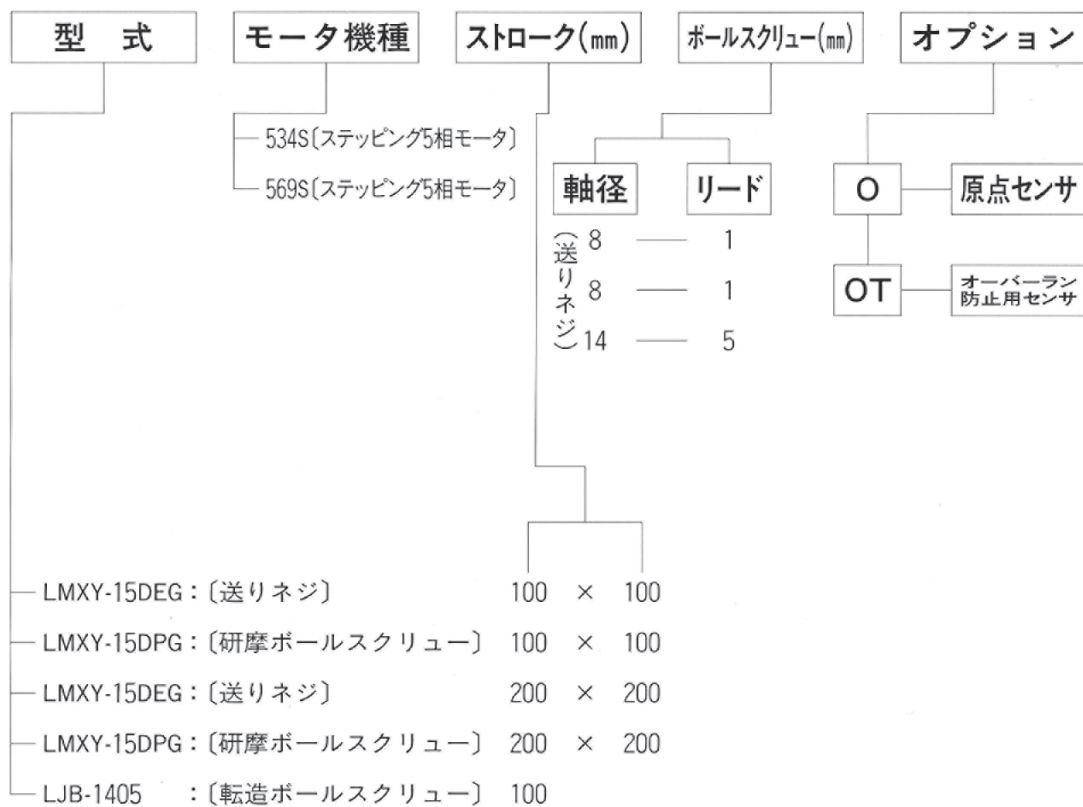 型 式 モータ機種 ストローク(㎜) ボールスクリュー(㎜) オプション
534S〔ステッピング5相モータ〕
569S〔ステッピング5相モータ〕
軸径 リード
(送りネジ)
8 1
8 1
14 5
O 原点センサ
OT オーバーラン
防止用センサ
LMXY-15DEG:〔送りネジ〕 100 × 100
LMXY-15DPG:〔研摩ボールスクリュー〕 100 × 100
LMXY-15DEG:〔送りネジ〕 200 × 200
LMXY-15DPG:〔研摩ボールスクリュー〕 200 × 200
LJB-1405 :〔転造ボールスクリュー〕 100